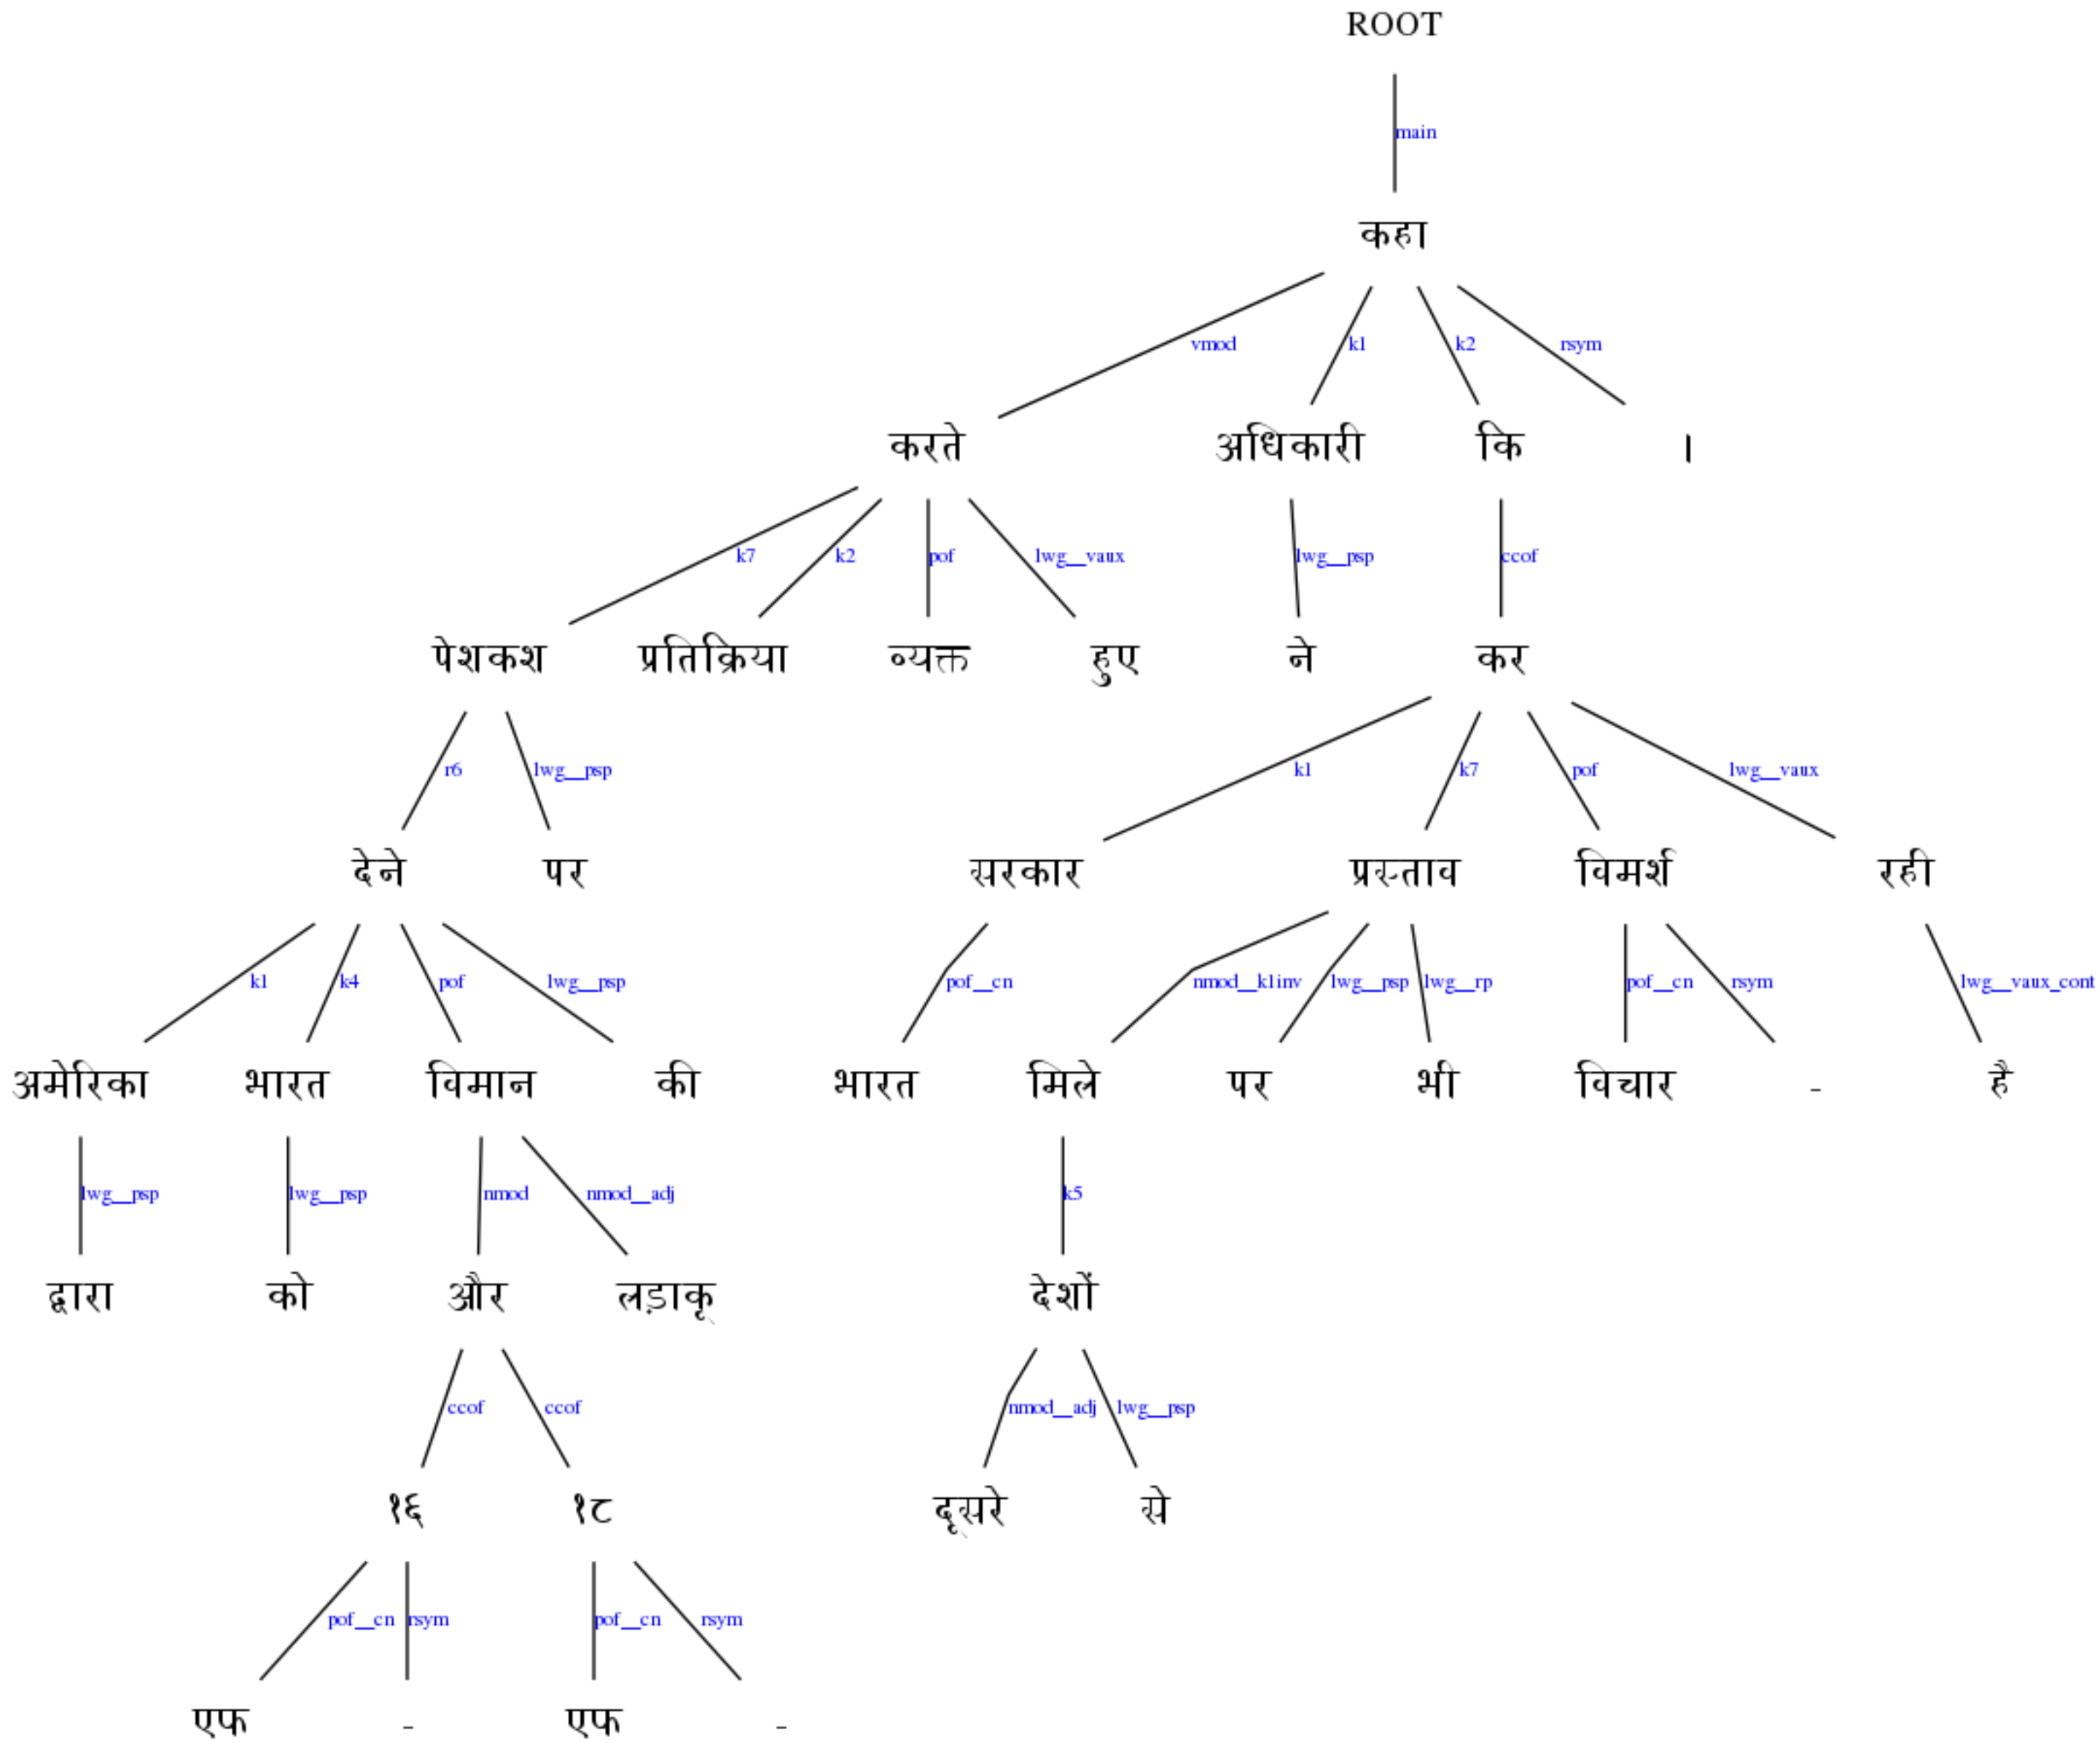 ROOT
main
कहा
vmod k1 k2 rsym
करते अधिकारी कि ।
k7 k2 pof lwg__vaux lwg__psp ccof
पेशकश प्रतिक्रिया व्यक्त हुए ने कर
r6 lwg__psp k1 k7 pof lwg__vaux
देने पर सरकार प्रस्ताव विमर्श रही
k1 k4 pof lwg__psp pof__cn nmod__k1inv lwg__psp lwg__rp pof__cn rsym lwg__vaux_cont
अमेरिका भारत विमान की भारत मिले पर भी विचार - है
lwg__psp lwg__psp nmod nmod__adj k5
द्वारा को और लड़ाकू देशों
ccof ccof nmod__adj lwg__psp
१६ १८ दूसरे से
pof__cn rsym pof__cn rsym
एफ - एफ -